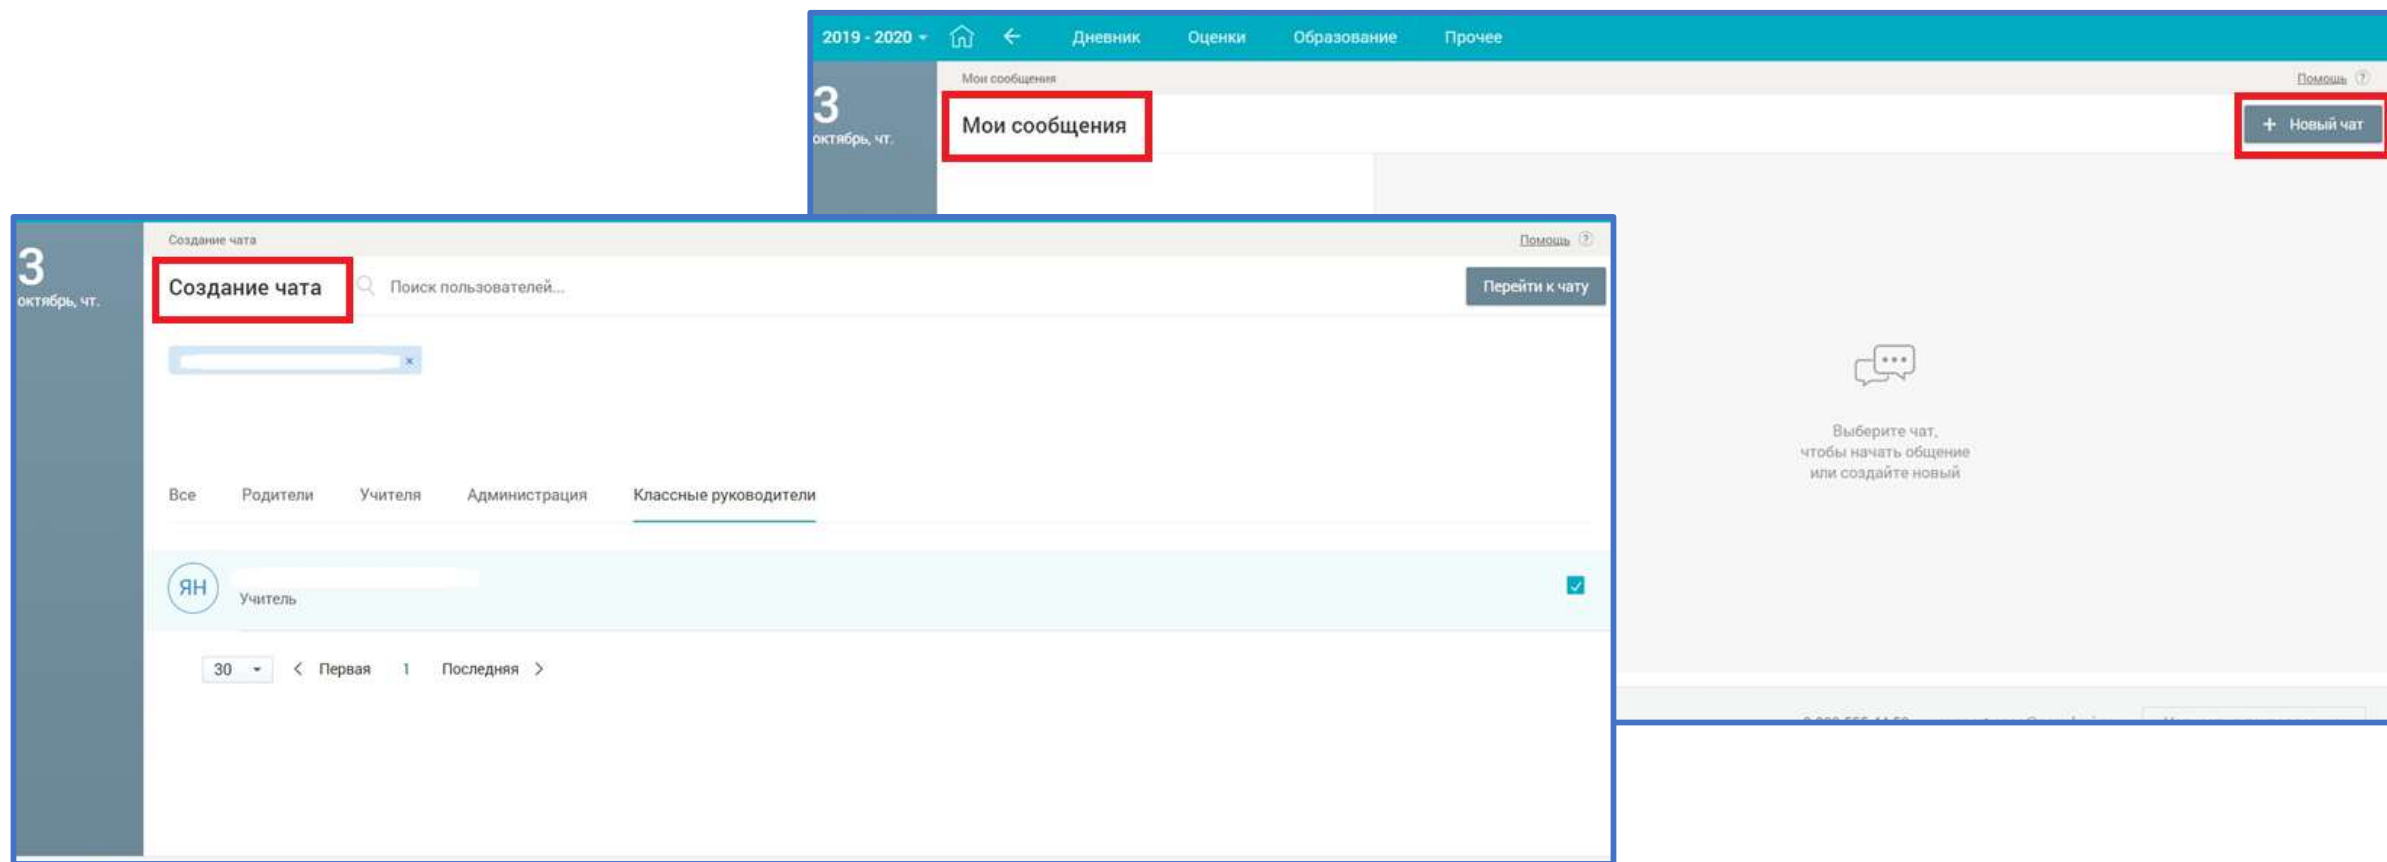 2019 - 2020 Дневник Оценки Образование Прочее
Мои сообщения Помощь ?
3
октябрь, чт.
Мои сообщения
+ Новый чат
Выберите чат,
чтобы начать общение
или создайте новый
Создание чата Помощь ?
3
октябрь, чт.
Создание чата Поиск пользователей... Перейти к чату
×
Все Родители Учителя Администрация Классные руководители
ЯН
Учитель
30 < Первая 1 Последняя >